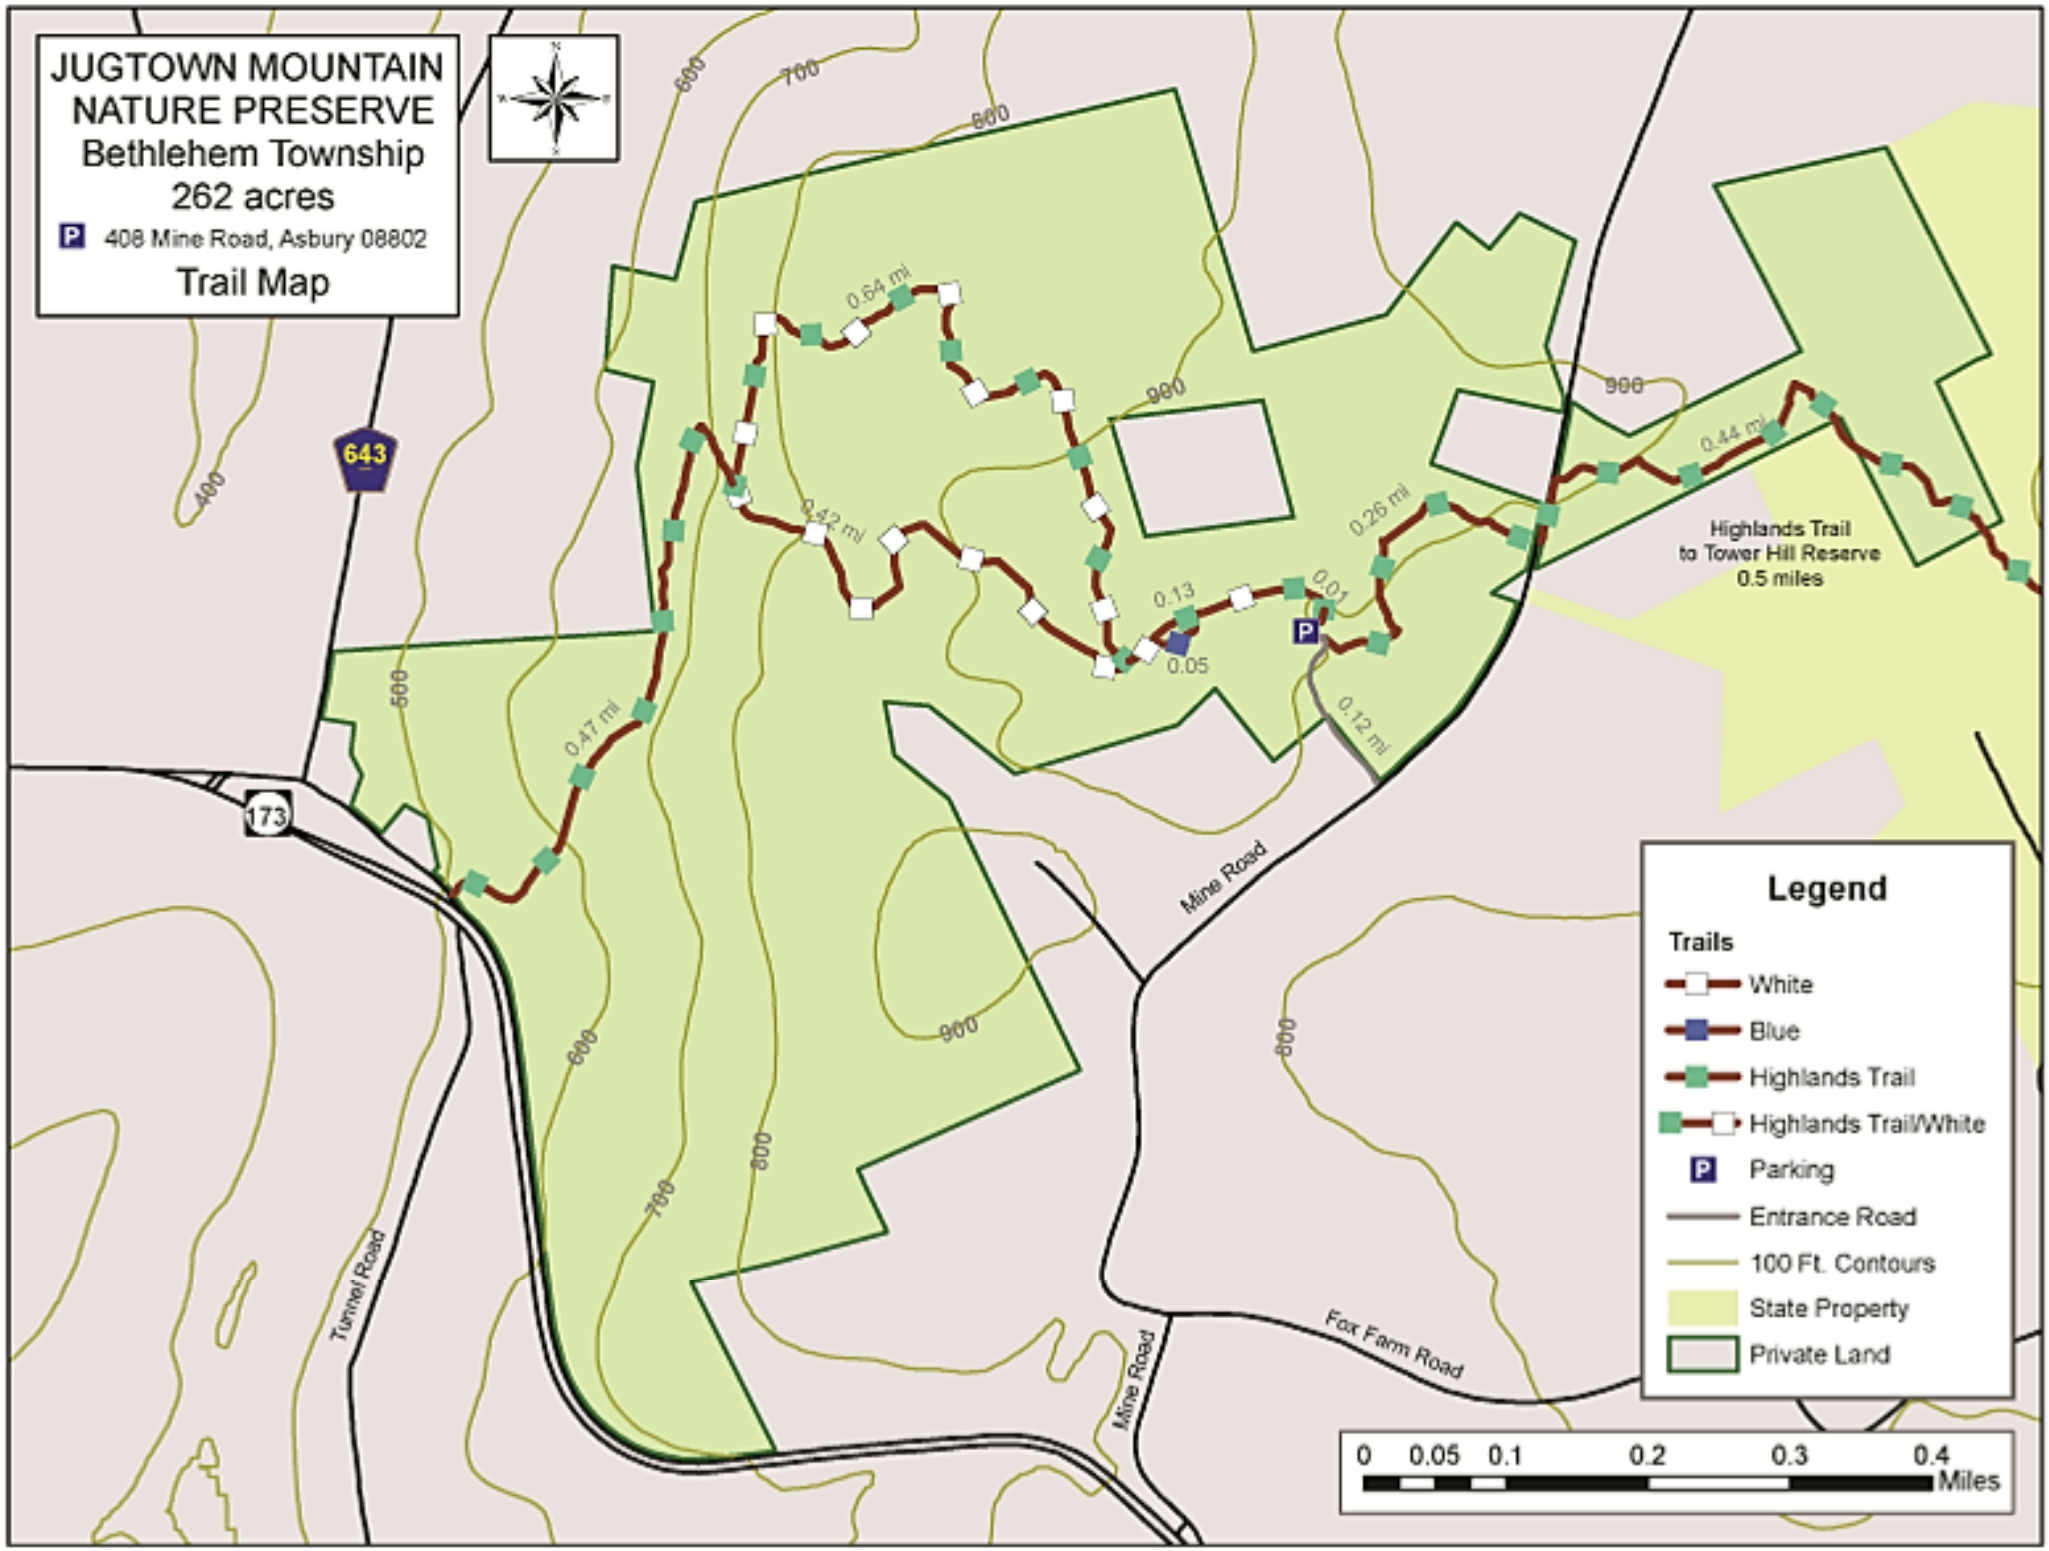 JUGTOWN MOUNTAIN
NATURE PRESERVE
Bethlehem Township
262 acres
P 408 Mine Road, Asbury 08802
Trail Map
N
W
E
S
600
700
800
900
900
400
500
643
173
0.64 mi
0.42 mi
0.47 mi
0.13
0.05
0.01
0.26 mi
0.44 mi
0.12 mi
P
Highlands Trail
to Tower Hill Reserve
0.5 miles
Mine Road
900
800
600
700
800
Tunnel Road
Mine Road
Fox Farm Road
Legend
Trails
White
Blue
Highlands Trail
Highlands Trail/White
P Parking
Entrance Road
100 Ft. Contours
State Property
Private Land
0 0.05 0.1 0.2 0.3 0.4
Miles